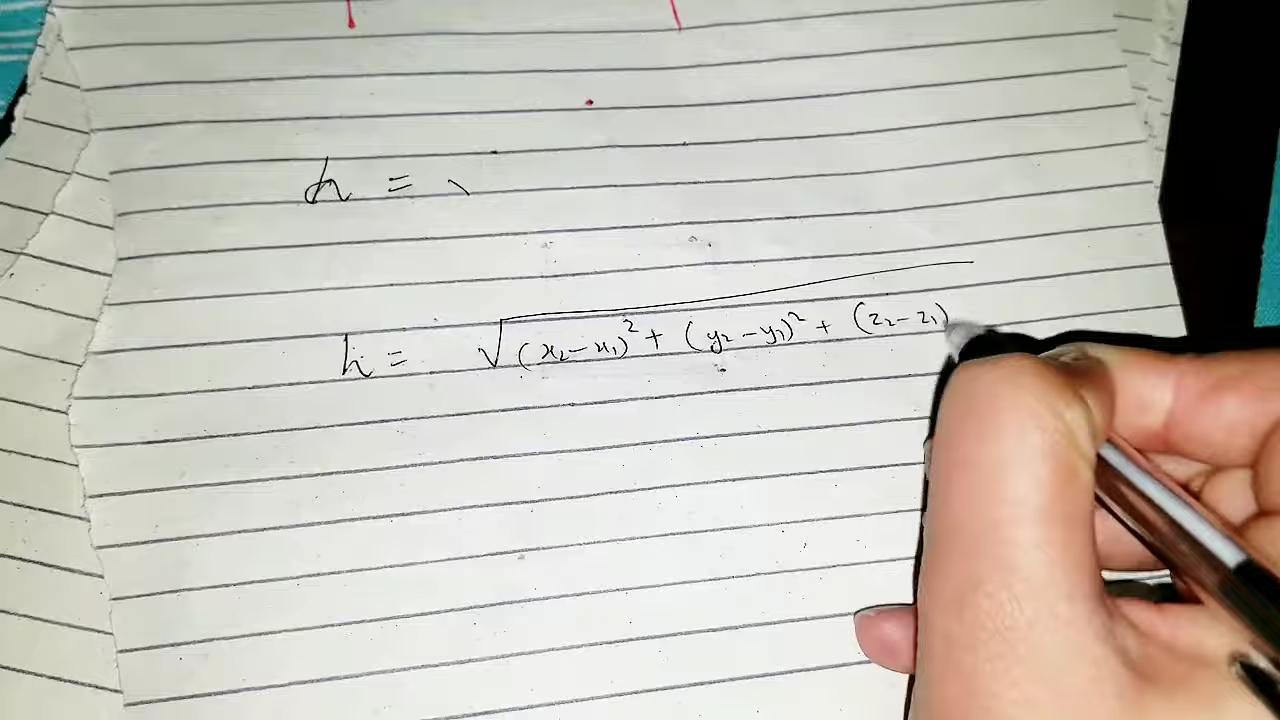 h =
h = √(x₂-x₁)² + (y₂-y₁)² + (z₂-z₁)